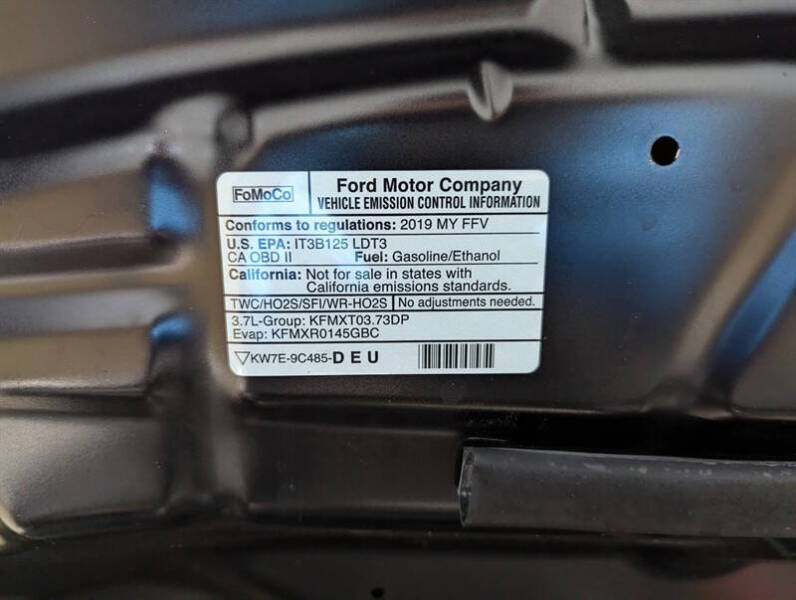 FoMoCo
Ford Motor Company
VEHICLE EMISSION CONTROL INFORMATION
Conforms to regulations: 2019 MY FFV
U.S. EPA: IT3B125 LDT3
CA OBD II Fuel: Gasoline/Ethanol
California: Not for sale in states with
California emissions standards.
TWC/HO2S/SFI/WR-HO2S No adjustments needed.
3.7L-Group: KFMXT03.73DP
Evap: KFMXR0145GBC
KW7E-9C485-DEU